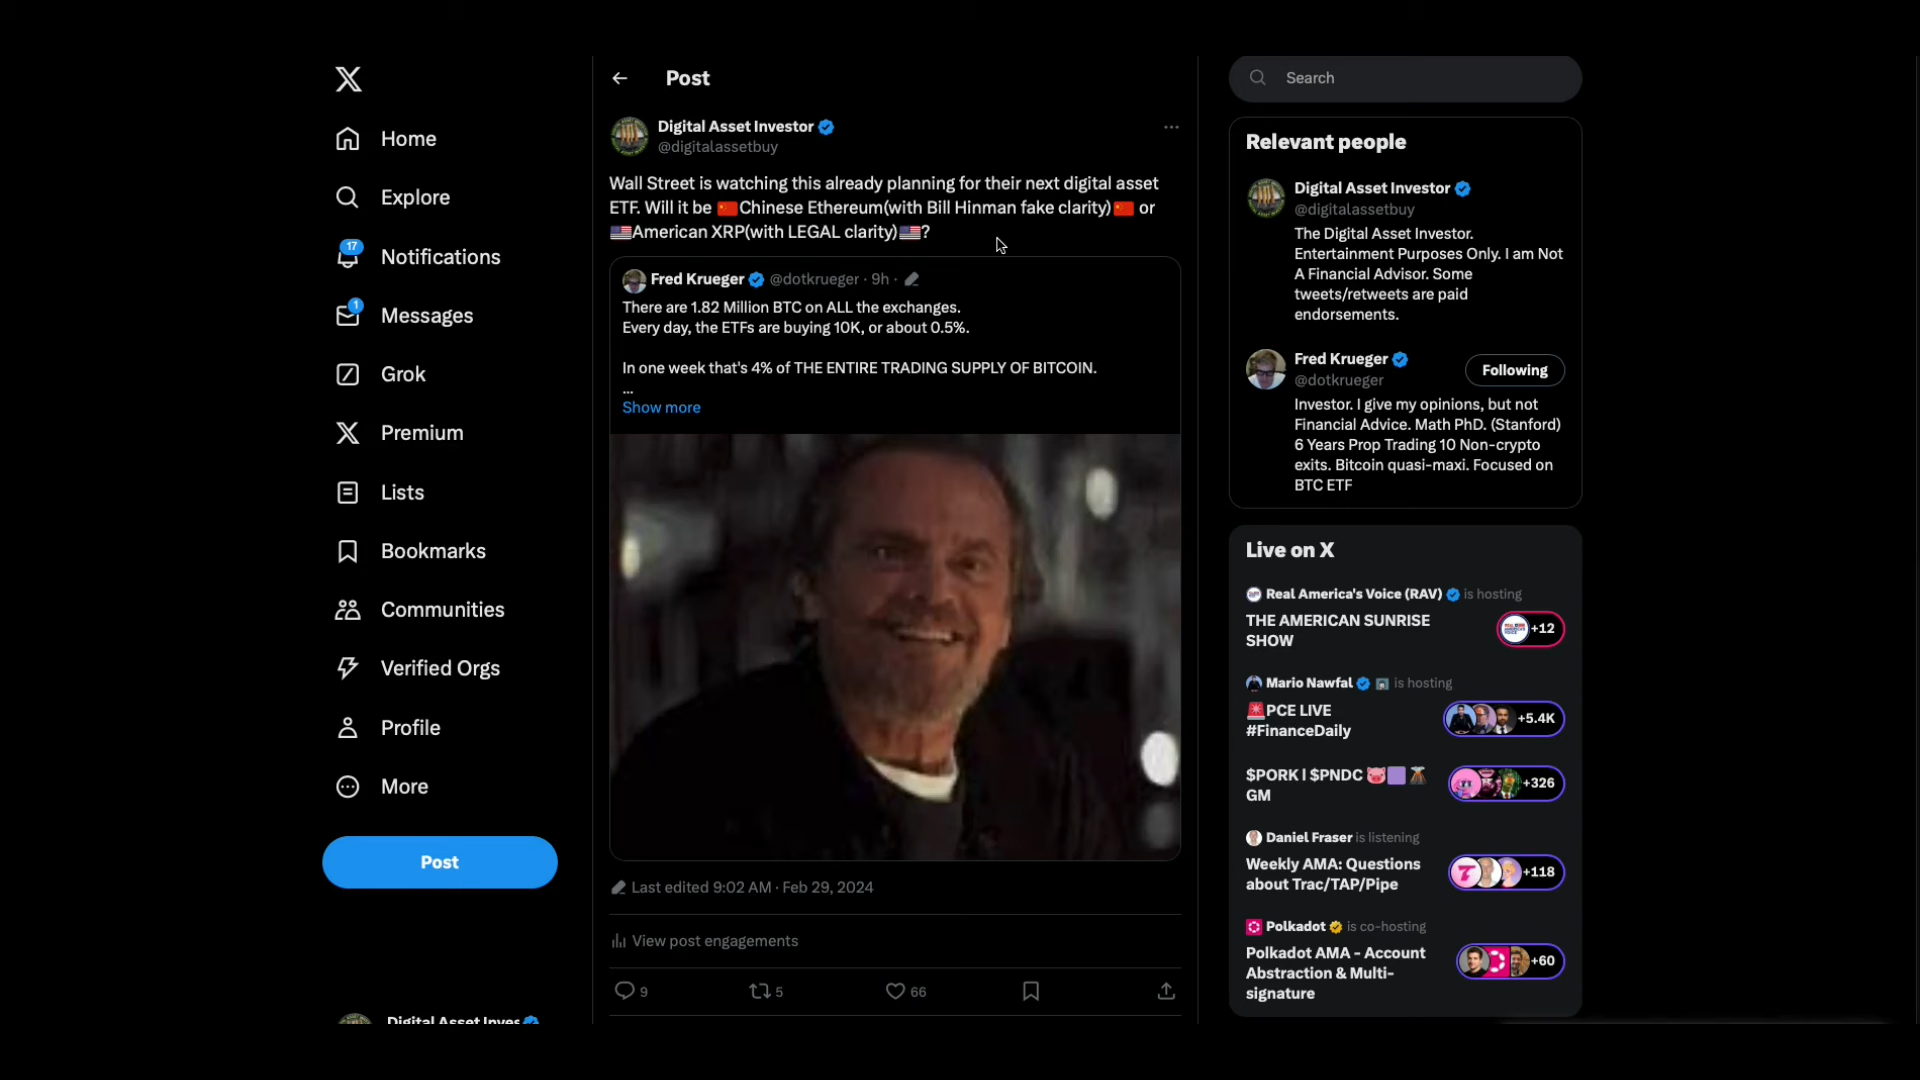 Home
Explore
17
Notifications
1
Messages
Grok
Premium
Lists
Bookmarks
Communities
Verified Orgs
Profile
More
Post
Digital Asset Inves
Post
Digital Asset Investor
@digitalassetbuy
Wall Street is watching this already planning for their next digital asset
ETF. Will it be 🇨🇳Chinese Ethereum(with Bill Hinman fake clarity)🇨🇳 or
🇺🇸American XRP(with LEGAL clarity)🇺🇸?
Fred Krueger @dotkrueger · 9h ·
There are 1.82 Million BTC on ALL the exchanges.
Every day, the ETFs are buying 10K, or about 0.5%.
In one week that's 4% of THE ENTIRE TRADING SUPPLY OF BITCOIN.
...
Show more
Last edited 9:02 AM · Feb 29, 2024
View post engagements
9 5 66
Search
Relevant people
Digital Asset Investor
@digitalassetbuy
The Digital Asset Investor.
Entertainment Purposes Only. I am Not
A Financial Advisor. Some
tweets/retweets are paid
endorsements.
Fred Krueger
@dotkrueger
Following
Investor. I give my opinions, but not
Financial Advice. Math PhD. (Stanford)
6 Years Prop Trading 10 Non-crypto
exits. Bitcoin quasi-maxi. Focused on
BTC ETF
Live on X
Real America's Voice (RAV) is hosting
THE AMERICAN SUNRISE
SHOW
+12
Mario Nawfal is hosting
🚨PCE LIVE
#FinanceDaily
+5.4K
$PORK | $PNDC 🐷🟪🌋
GM
+326
Daniel Fraser is listening
Weekly AMA: Questions
about Trac/TAP/Pipe
+118
Polkadot is co-hosting
Polkadot AMA - Account
Abstraction & Multi-
signature
+60